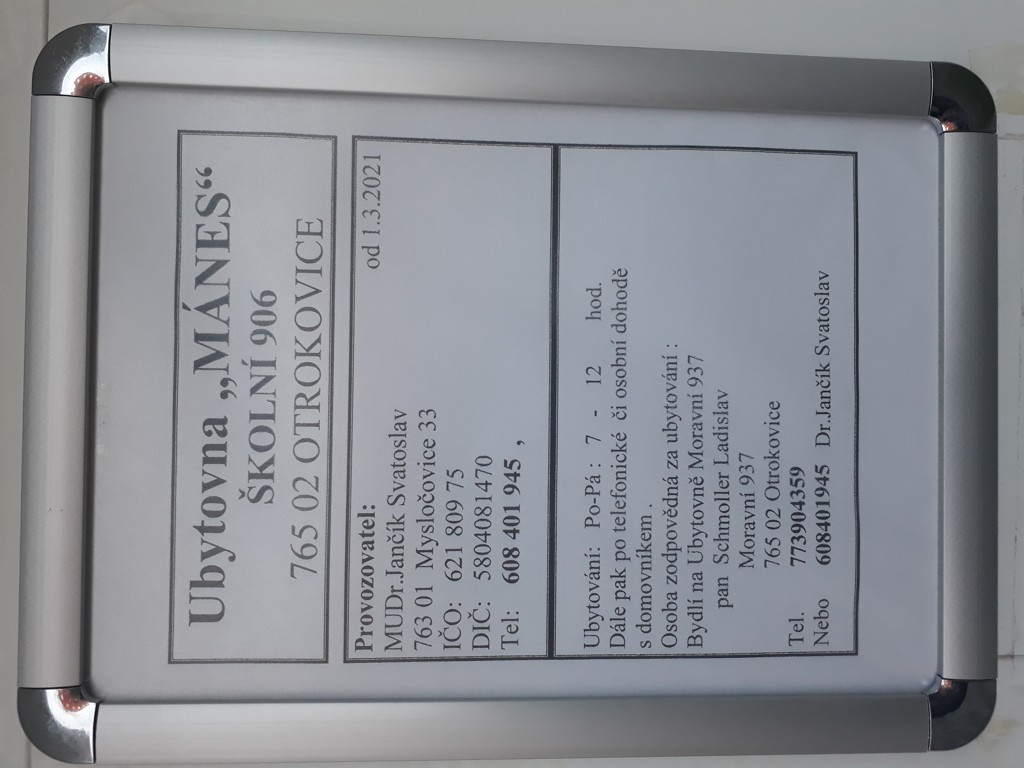 Ubytovna „MÁNES“
ŠKOLNÍ 906
765 02 OTROKOVICE
Provozovatel: od 1.3.2021
MUDr.Jančík Svatoslav
763 01 Mysločovice 33
IČO: 621 809 75
DIČ: 5804081470
Tel: 608 401 945 ,
Ubytování: Po-Pá : 7 - 12 hod.
Dále pak po telefonické či osobní dohodě
s domovníkem .
Osoba zodpovědná za ubytování :
Bydlí na Ubytovně Moravní 937
pan Schmoller Ladislav
Moravní 937
765 02 Otrokovice
Tel. 773904359
Nebo 608401945 Dr.Jančík Svatoslav